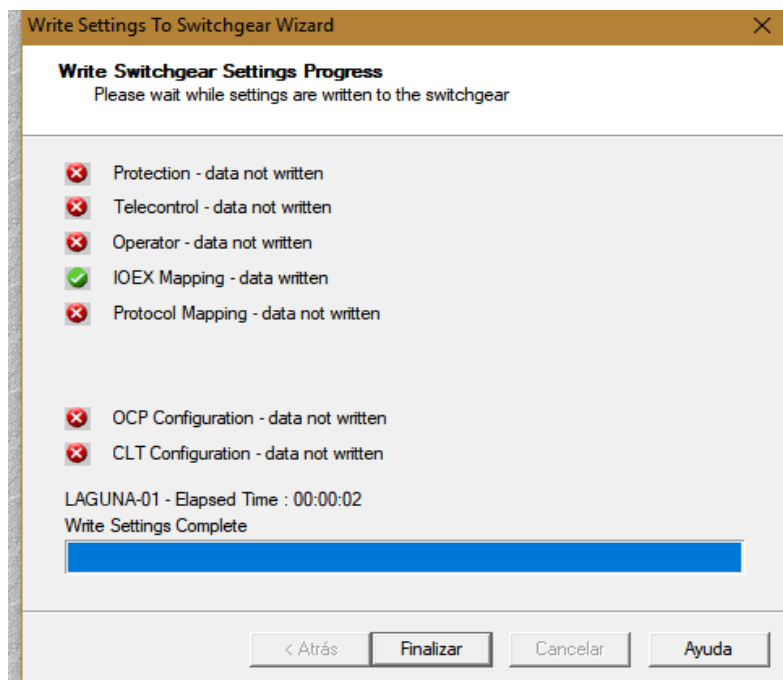 Write Settings To Switchgear Wizard
Write Switchgear Settings Progress
Please wait while settings are written to the switchgear
Protection - data not written
Telecontrol - data not written
Operator - data not written
IOEX Mapping - data written
Protocol Mapping - data not written
OCP Configuration - data not written
CLT Configuration - data not written
LAGUNA-01 - Elapsed Time : 00:00:02
Write Settings Complete
< Atrás Finalizar Cancelar Ayuda